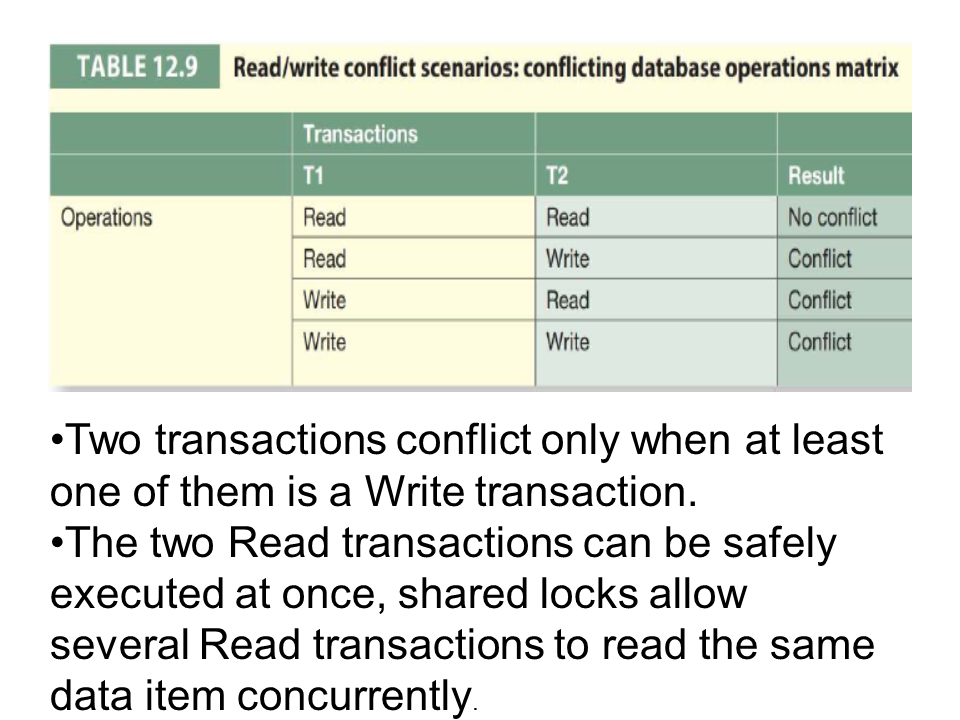 TABLE 12.9 Read/write conflict scenarios: conflicting database operations matrix
Transactions
T1 T2 Result
Operations Read Read No conflict
Read Write Conflict
Write Read Conflict
Write Write Conflict
•Two transactions conflict only when at least
one of them is a Write transaction.
•The two Read transactions can be safely
executed at once, shared locks allow
several Read transactions to read the same
data item concurrently.